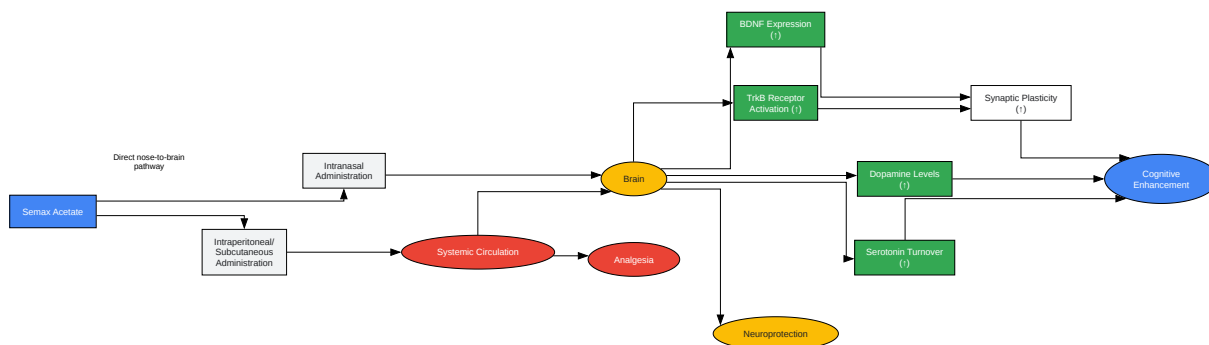 BDNF Expression
(↑)
TrkB Receptor
Activation (↑)
Synaptic Plasticity
(↑)
Direct nose-to-brain
pathway
Intranasal
Administration
Brain
Dopamine Levels
(↑)
Cognitive
Enhancement
Semax Acetate
Intraperitoneal/
Subcutaneous
Administration
Systemic Circulation
Analgesia
Serotonin Turnover
(↑)
Neuroprotection